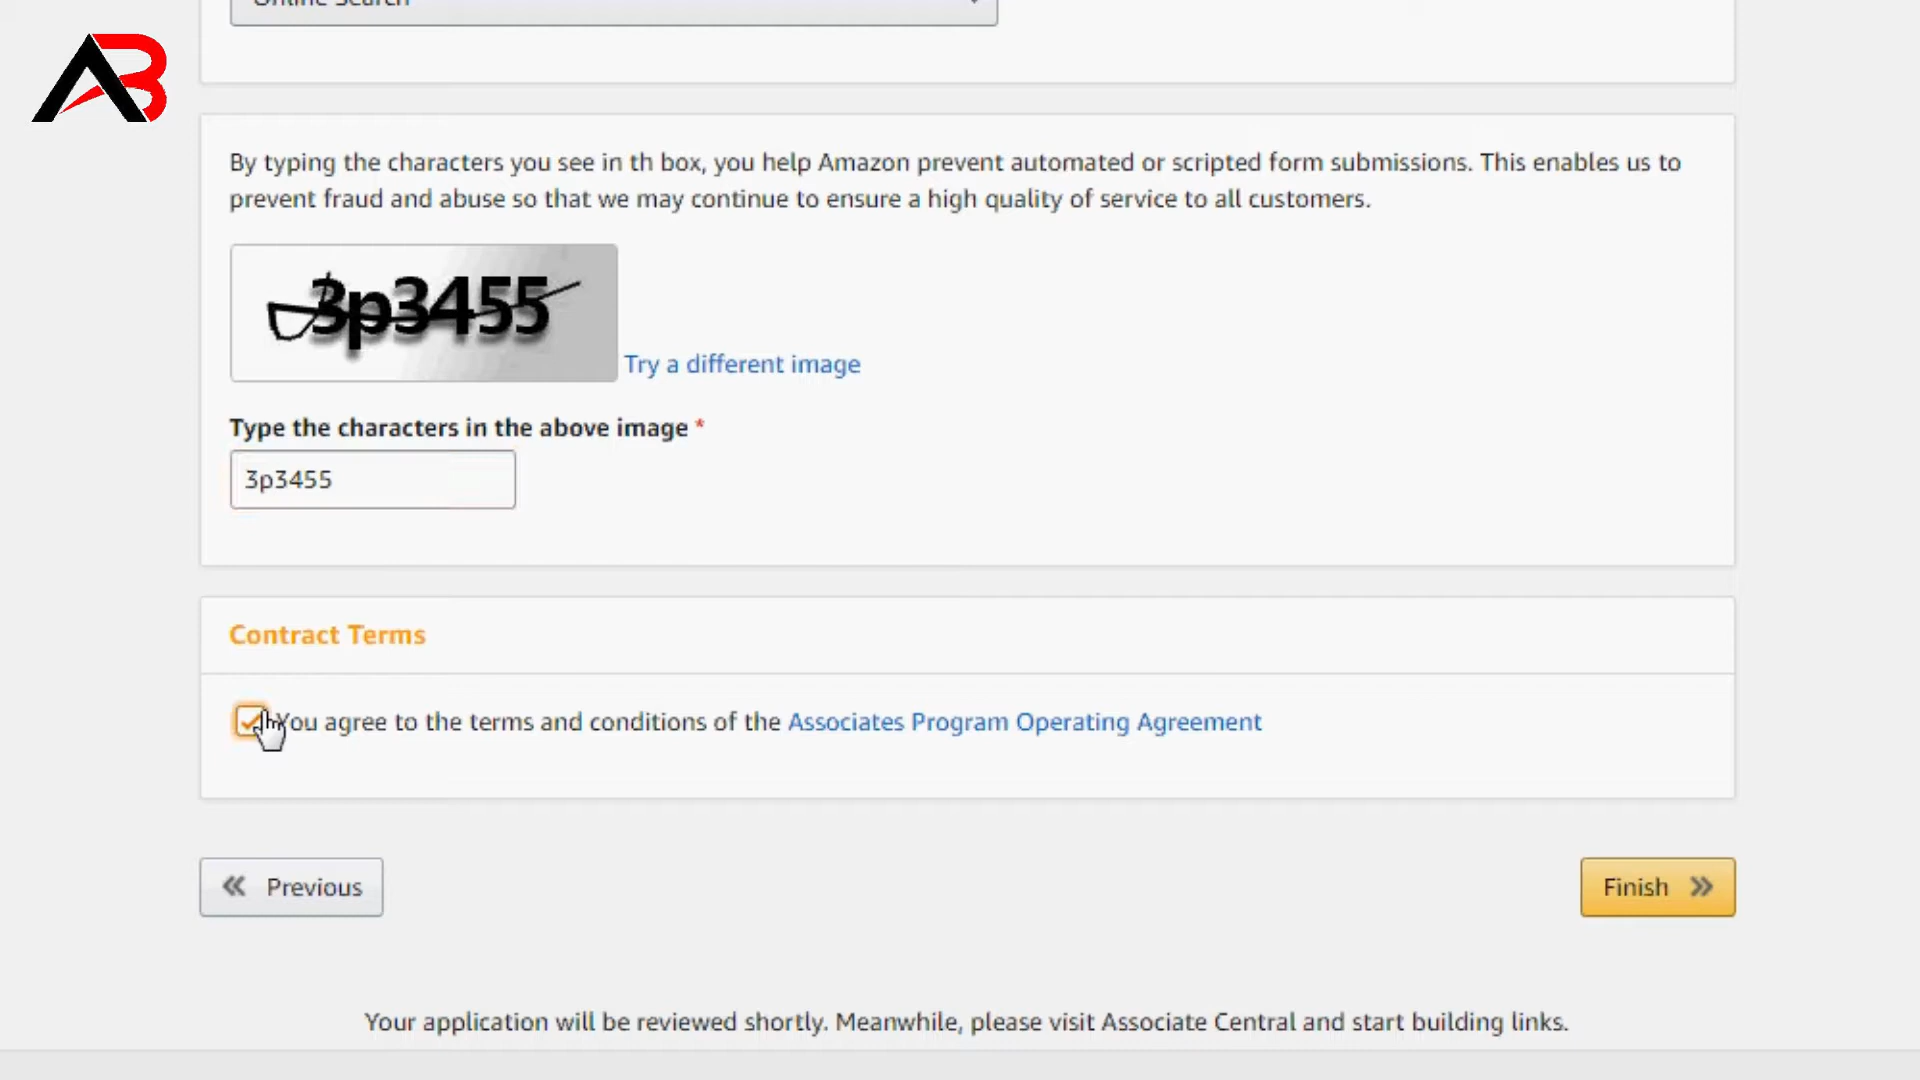 Online Search
AB
By typing the characters you see in th box, you help Amazon prevent automated or scripted form submissions. This enables us to
prevent fraud and abuse so that we may continue to ensure a high quality of service to all customers.
3p3455
Try a different image
Type the characters in the above image *
3p3455
Contract Terms
You agree to the terms and conditions of the Associates Program Operating Agreement
Previous
Finish
Your application will be reviewed shortly. Meanwhile, please visit Associate Central and start building links.